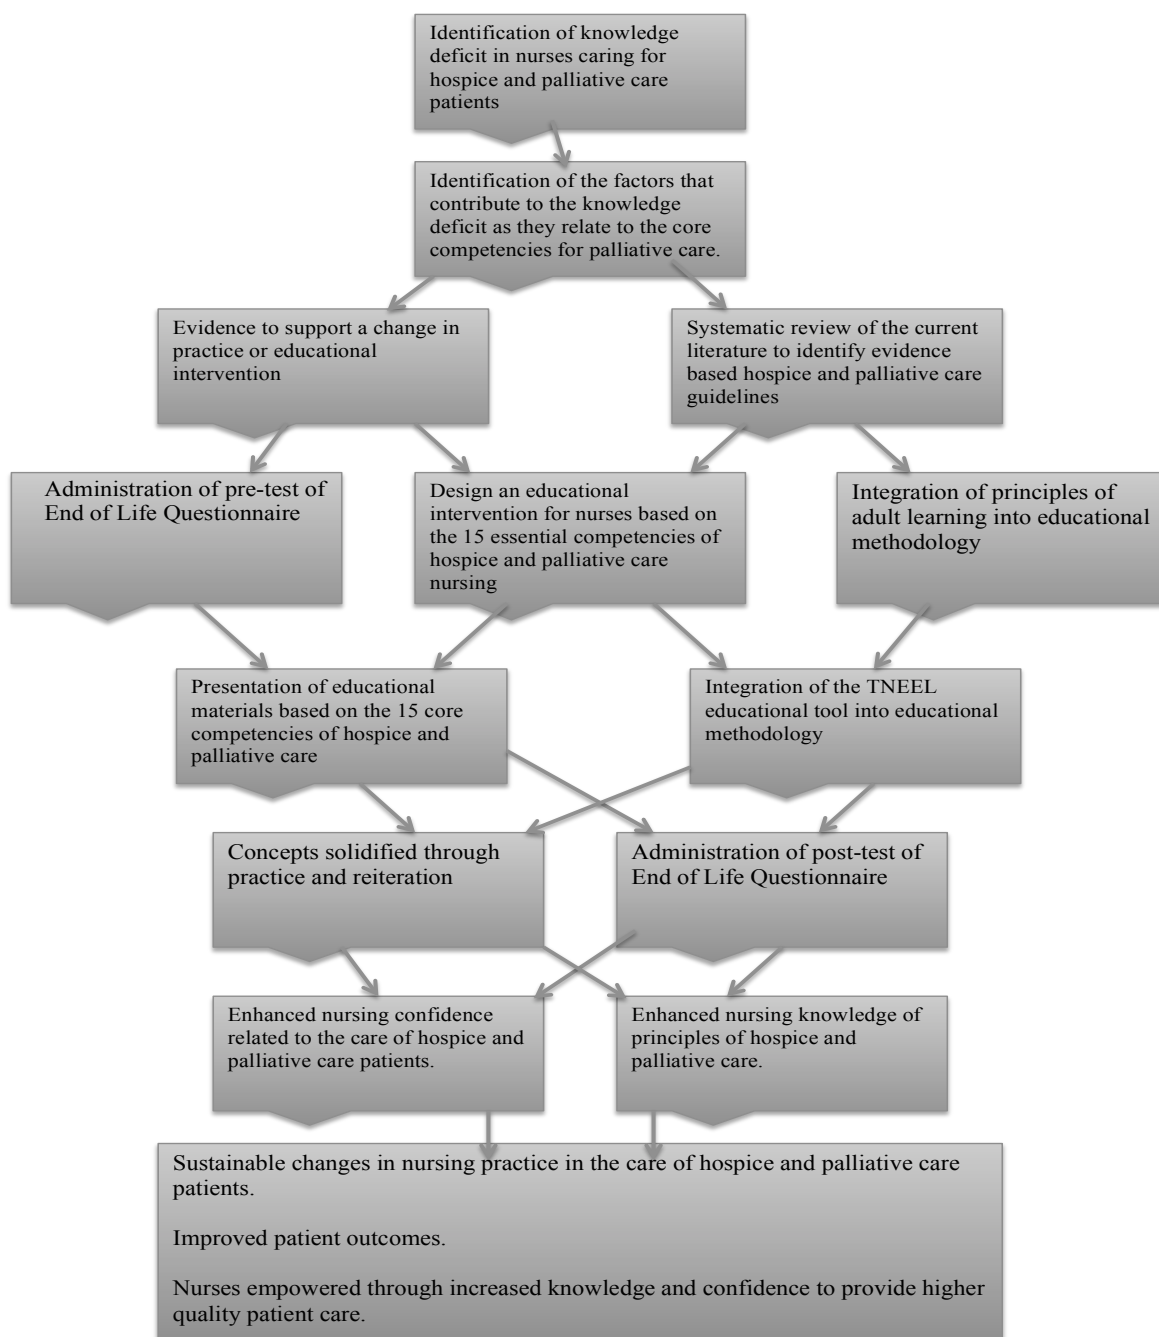 Identification of knowledge
deficit in nurses caring for
hospice and palliative care
patients
Identification of the factors that
contribute to the knowledge
deficit as they relate to the core
competencies for palliative care.
Evidence to support a change in
practice or educational
intervention
Systematic review of the current
literature to identify evidence
based hospice and palliative care
guidelines
Administration of pre-test of
End of Life Questionnaire
Design an educational
intervention for nurses based on
the 15 essential competencies of
hospice and palliative care
nursing
Integration of principles of
adult learning into educational
methodology
Presentation of educational
materials based on the 15 core
competencies of hospice and
palliative care
Integration of the TNEEL
educational tool into educational
methodology
Concepts solidified through
practice and reiteration
Administration of post-test of
End of Life Questionnaire
Enhanced nursing confidence
related to the care of hospice and
palliative care patients.
Enhanced nursing knowledge of
principles of hospice and
palliative care.
Sustainable changes in nursing practice in the care of hospice and palliative care
patients.
Improved patient outcomes.
Nurses empowered through increased knowledge and confidence to provide higher
quality patient care.